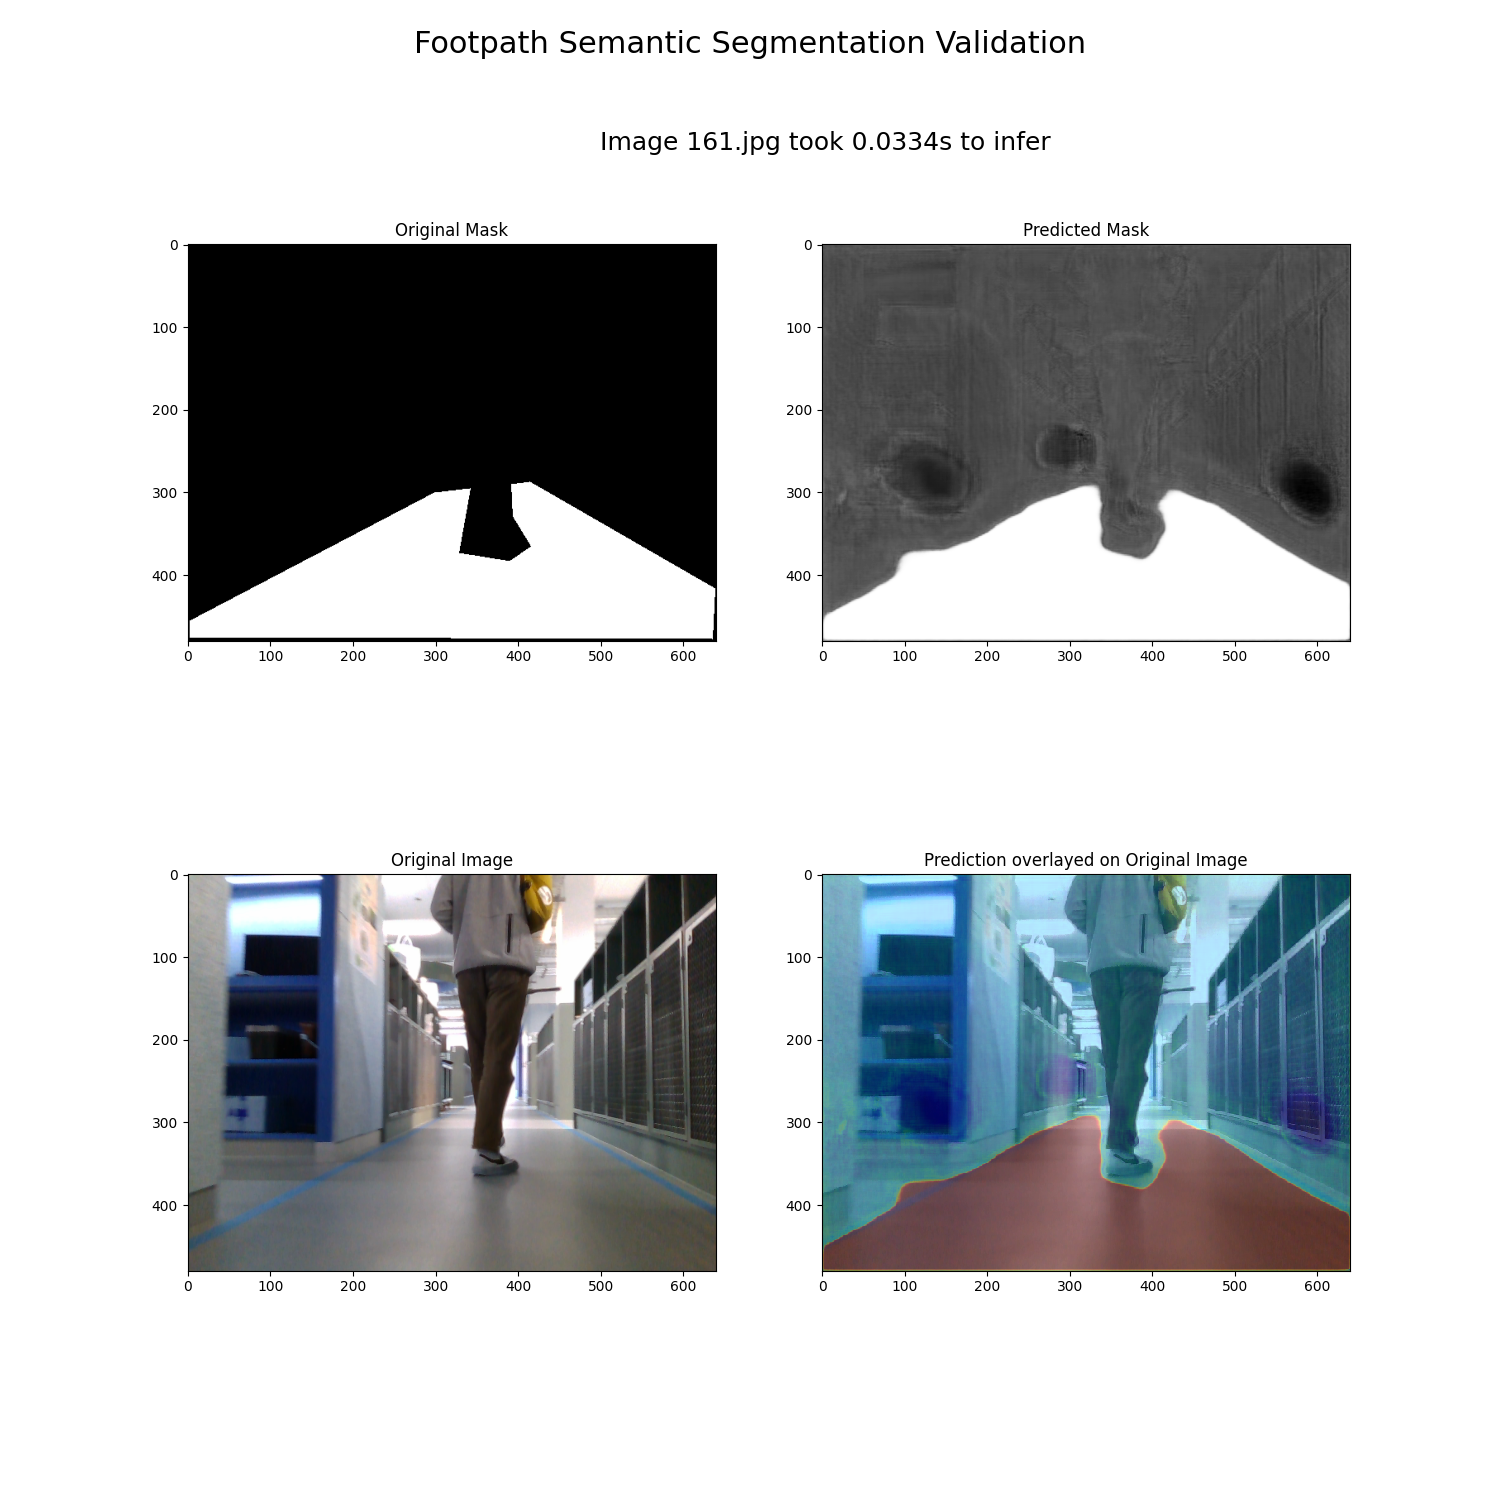 Footpath Semantic Segmentation Validation
Image 161.jpg took 0.0334s to infer
Original Mask
0
100
200
300
400
0 100 200 300 400 500 600
Predicted Mask
0
100
200
300
400
0 100 200 300 400 500 600
Original Image
0
100
200
300
400
0 100 200 300 400 500 600
Prediction overlayed on Original Image
0
100
200
300
400
0 100 200 300 400 500 600